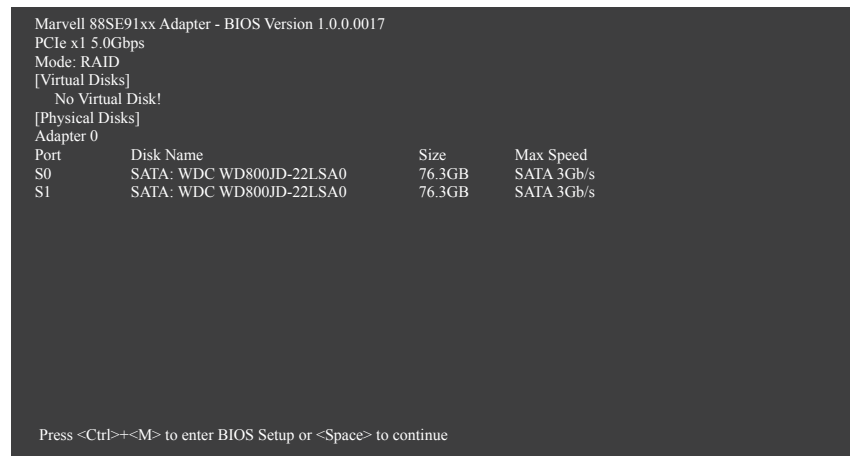 Marvell 88SE91xx Adapter - BIOS Version 1.0.0.0017
PCIe x1 5.0Gbps
Mode: RAID
[Virtual Disks]
No Virtual Disk!
[Physical Disks]
Adapter 0
Port Disk Name Size Max Speed
S0 SATA: WDC WD800JD-22LSA0 76.3GB SATA 3Gb/s
S1 SATA: WDC WD800JD-22LSA0 76.3GB SATA 3Gb/s
Press <Ctrl>+<M> to enter BIOS Setup or <Space> to continue